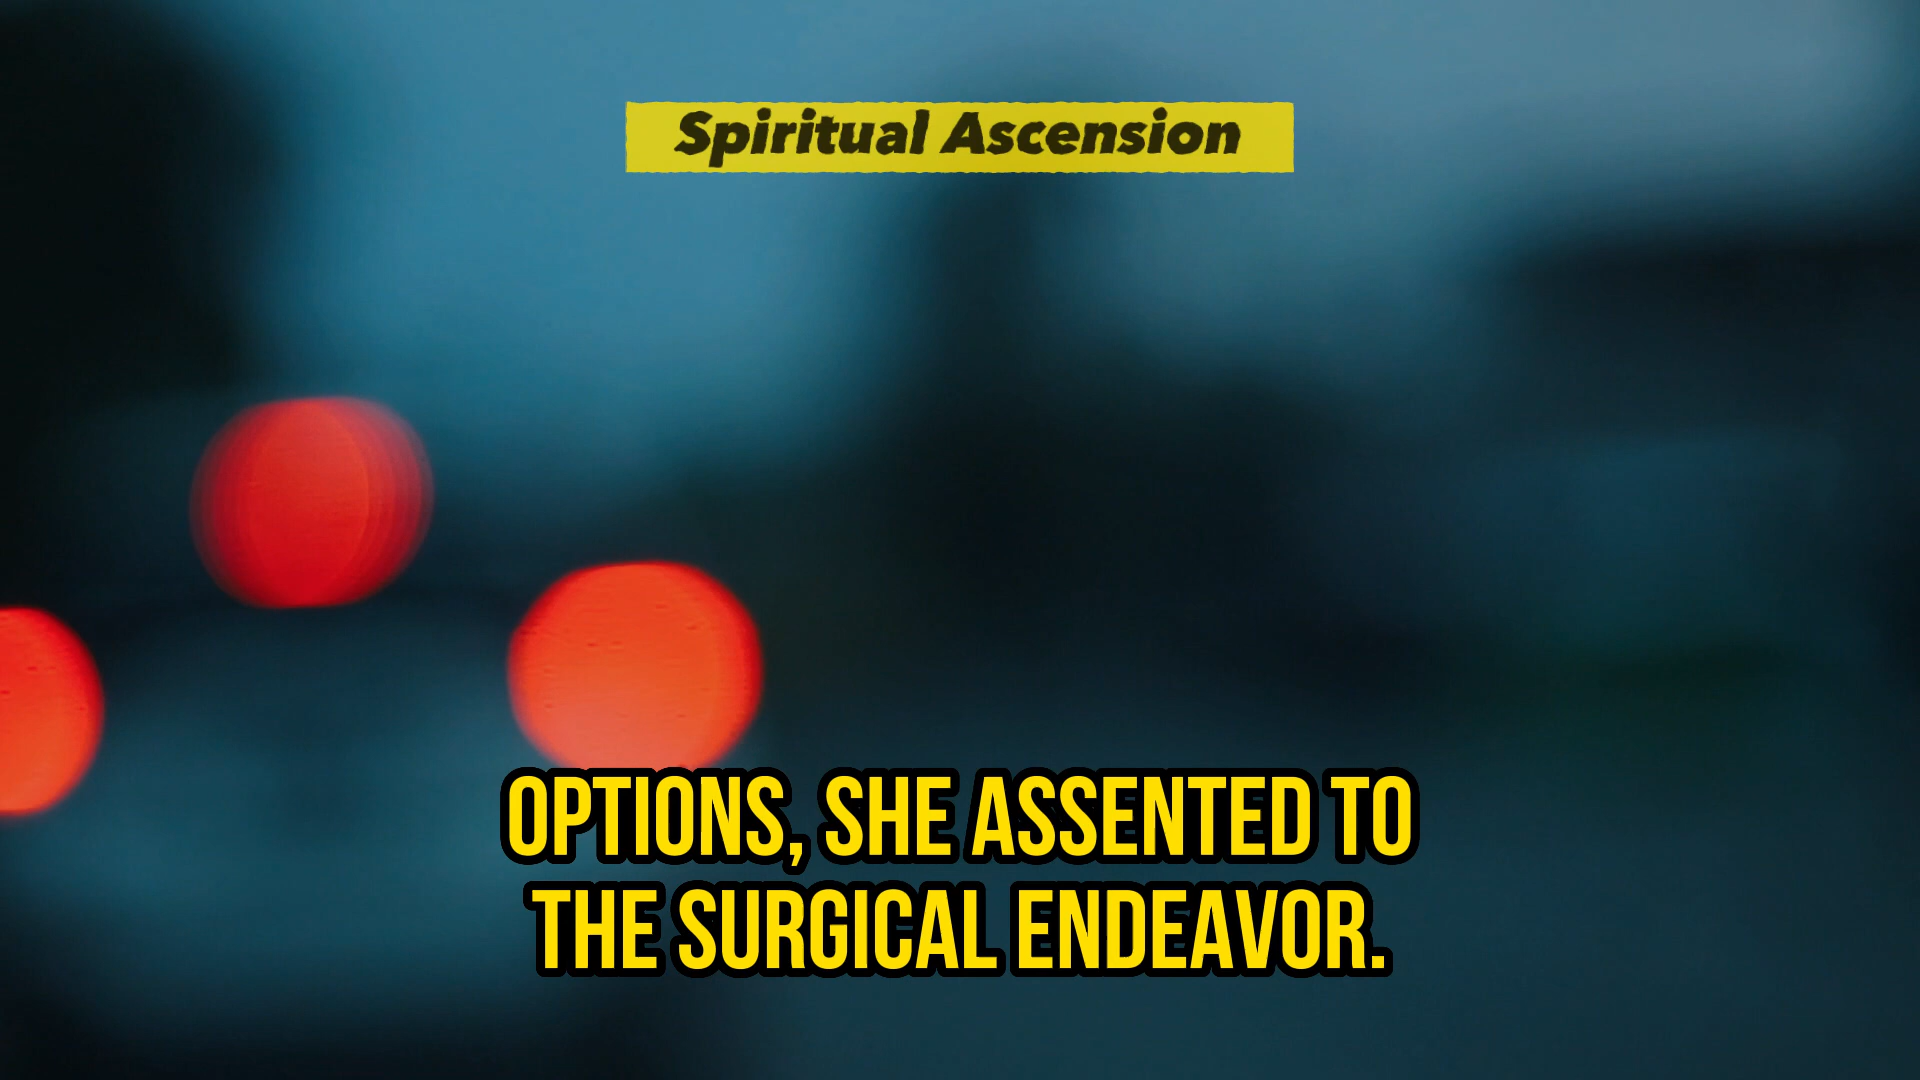 Spiritual Ascension
OPTIONS, SHE ASSENTED TO
THE SURGICAL ENDEAVOR.